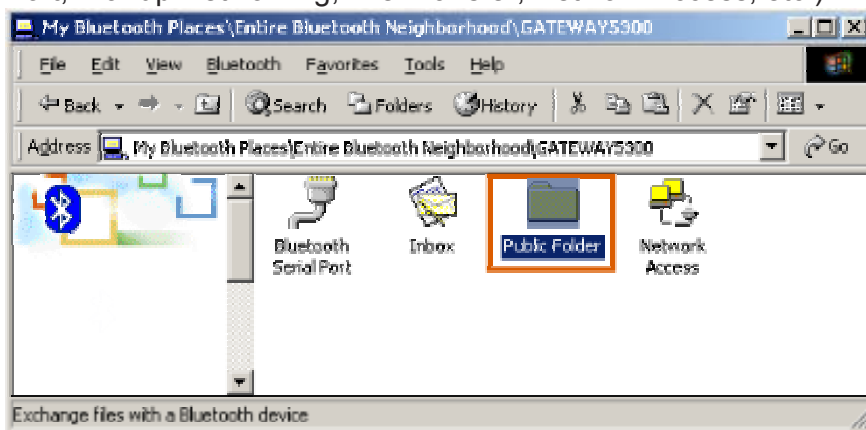 My Bluetooth Places\Entire Bluetooth Neighborhood\GATEWAY5300
File Edit View Bluetooth Favorites Tools Help
Back Search Folders History
Address My Bluetooth Places\Entire Bluetooth Neighborhood\GATEWAY5300 Go
Bluetooth Serial Port
Inbox
Public Folder
Network Access
Exchange files with a Bluetooth device